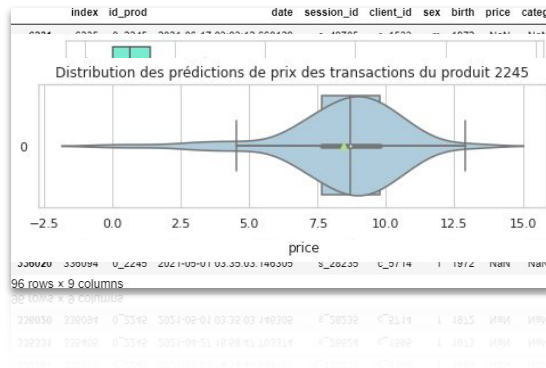 index id_prod date session_id client_id sex birth price categ
Distribution des prédictions de prix des transactions du produit 2245
0
−2.5 0.0 2.5 5.0 7.5 10.0 12.5 15.0
price
336020 336094 0_2245 2021-05-01 03:35:03.146305 s_28235 c_5714 f 1972 NaN NaN
96 rows × 9 columns